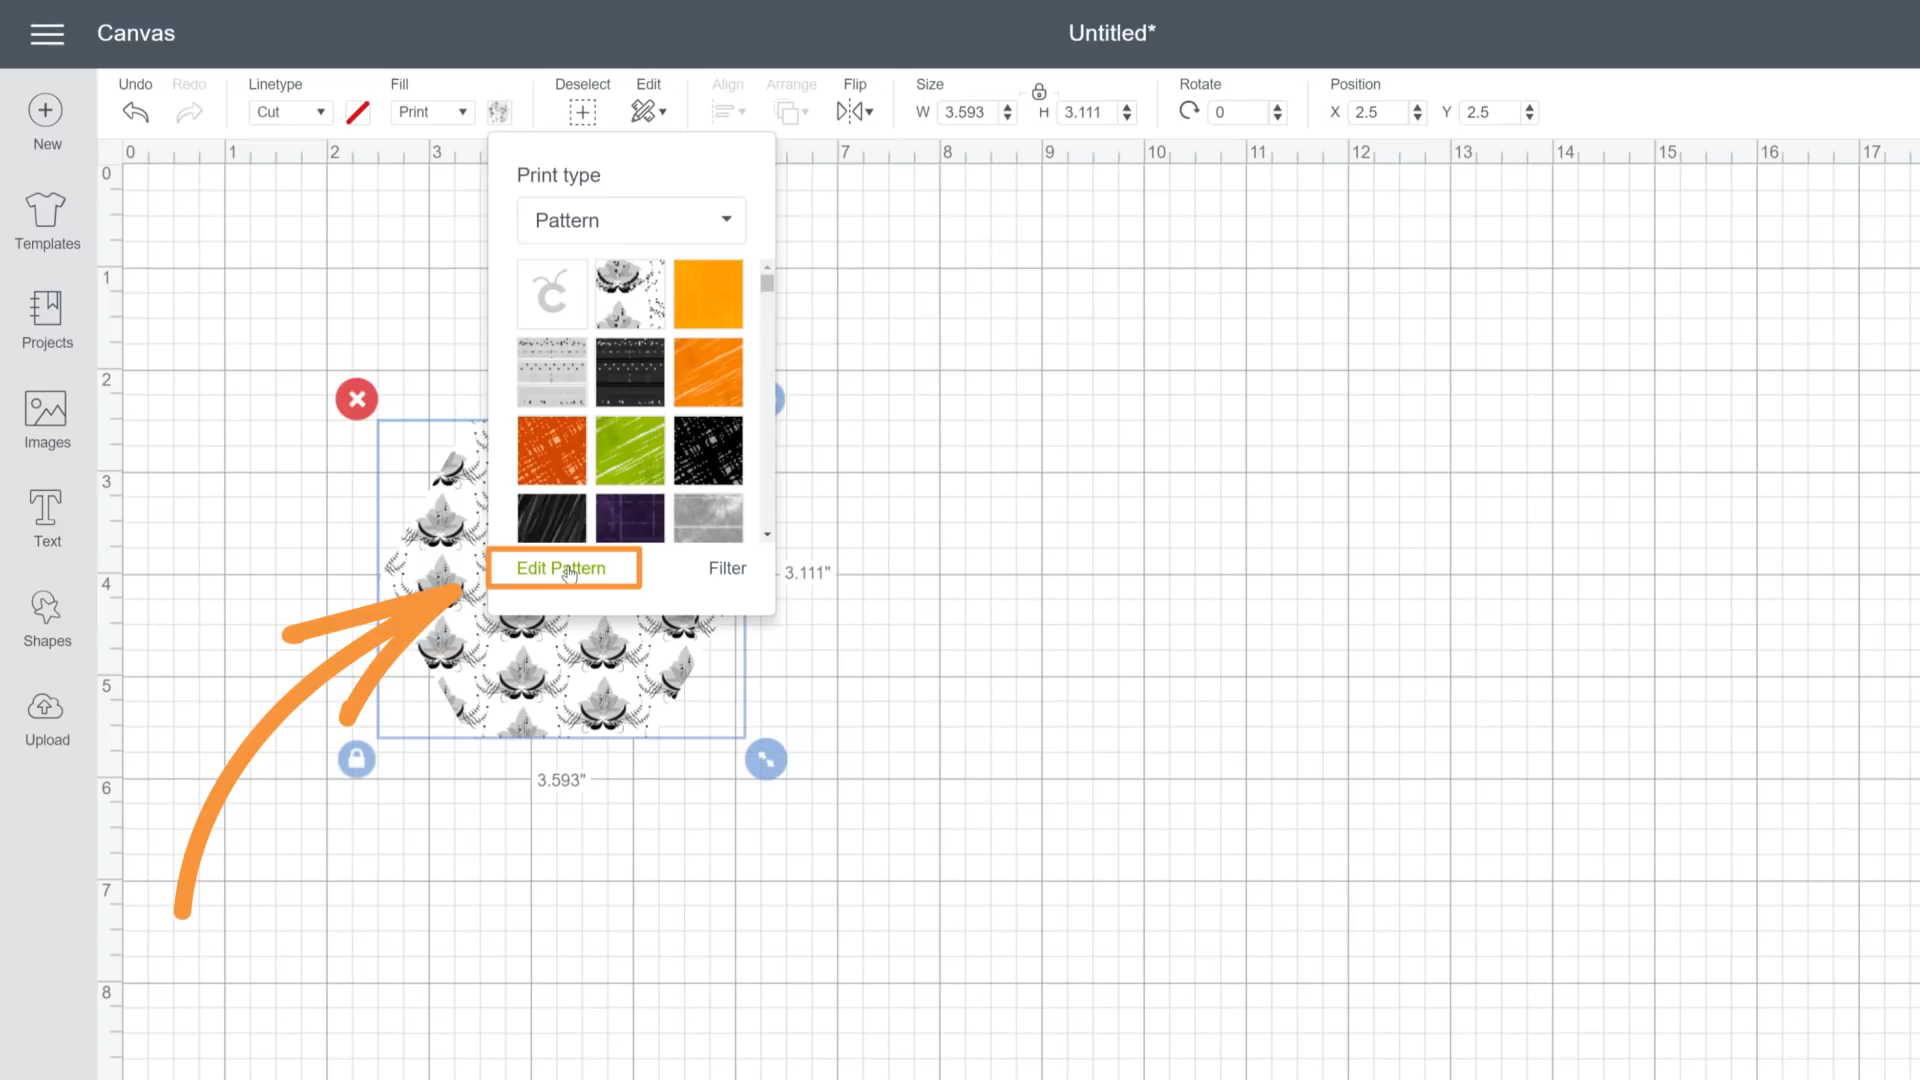 Canvas
Untitled*
Undo
Redo
Linetype
Fill
Deselect
Edit
Align
Arrange
Flip
Size
Rotate
Position
Cut
Print
W 3.593
H 3.111
0
X 2.5
Y 2.5
New
Templates
Projects
Images
Text
Shapes
Upload
0 1 2 3 7 8 9 10 11 12 13 14 15 16 17
0
1
2
3
4
5
6
7
8
Print type
Pattern
Edit Pattern
Filter
3.111"
3.593"